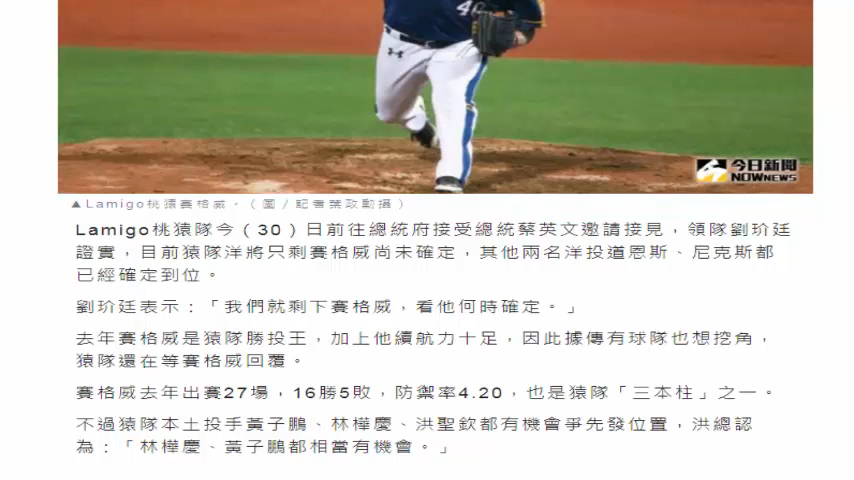 40
今日新聞
NOWNEWS
▲Lamigo桃猿賽格威。（圖／記者葉政勳攝）
Lamigo桃猿隊今（30）日前往總統府接受總統蔡英文邀請接見，領隊劉玠廷
證實，目前猿隊洋將只剩賽格威尚未確定，其他兩名洋投道恩斯、尼克斯都
已經確定到位。
劉玠廷表示：「我們就剩下賽格威，看他何時確定。」
去年賽格威是猿隊勝投王，加上他續航力十足，因此據傳有球隊也想挖角，
猿隊還在等賽格威回覆。
賽格威去年出賽27場，16勝5敗，防禦率4.20，也是猿隊「三本柱」之一。
不過猿隊本土投手黃子鵬、林樺慶、洪聖欽都有機會爭先發位置，洪總認
為：「林樺慶、黃子鵬都相當有機會。」